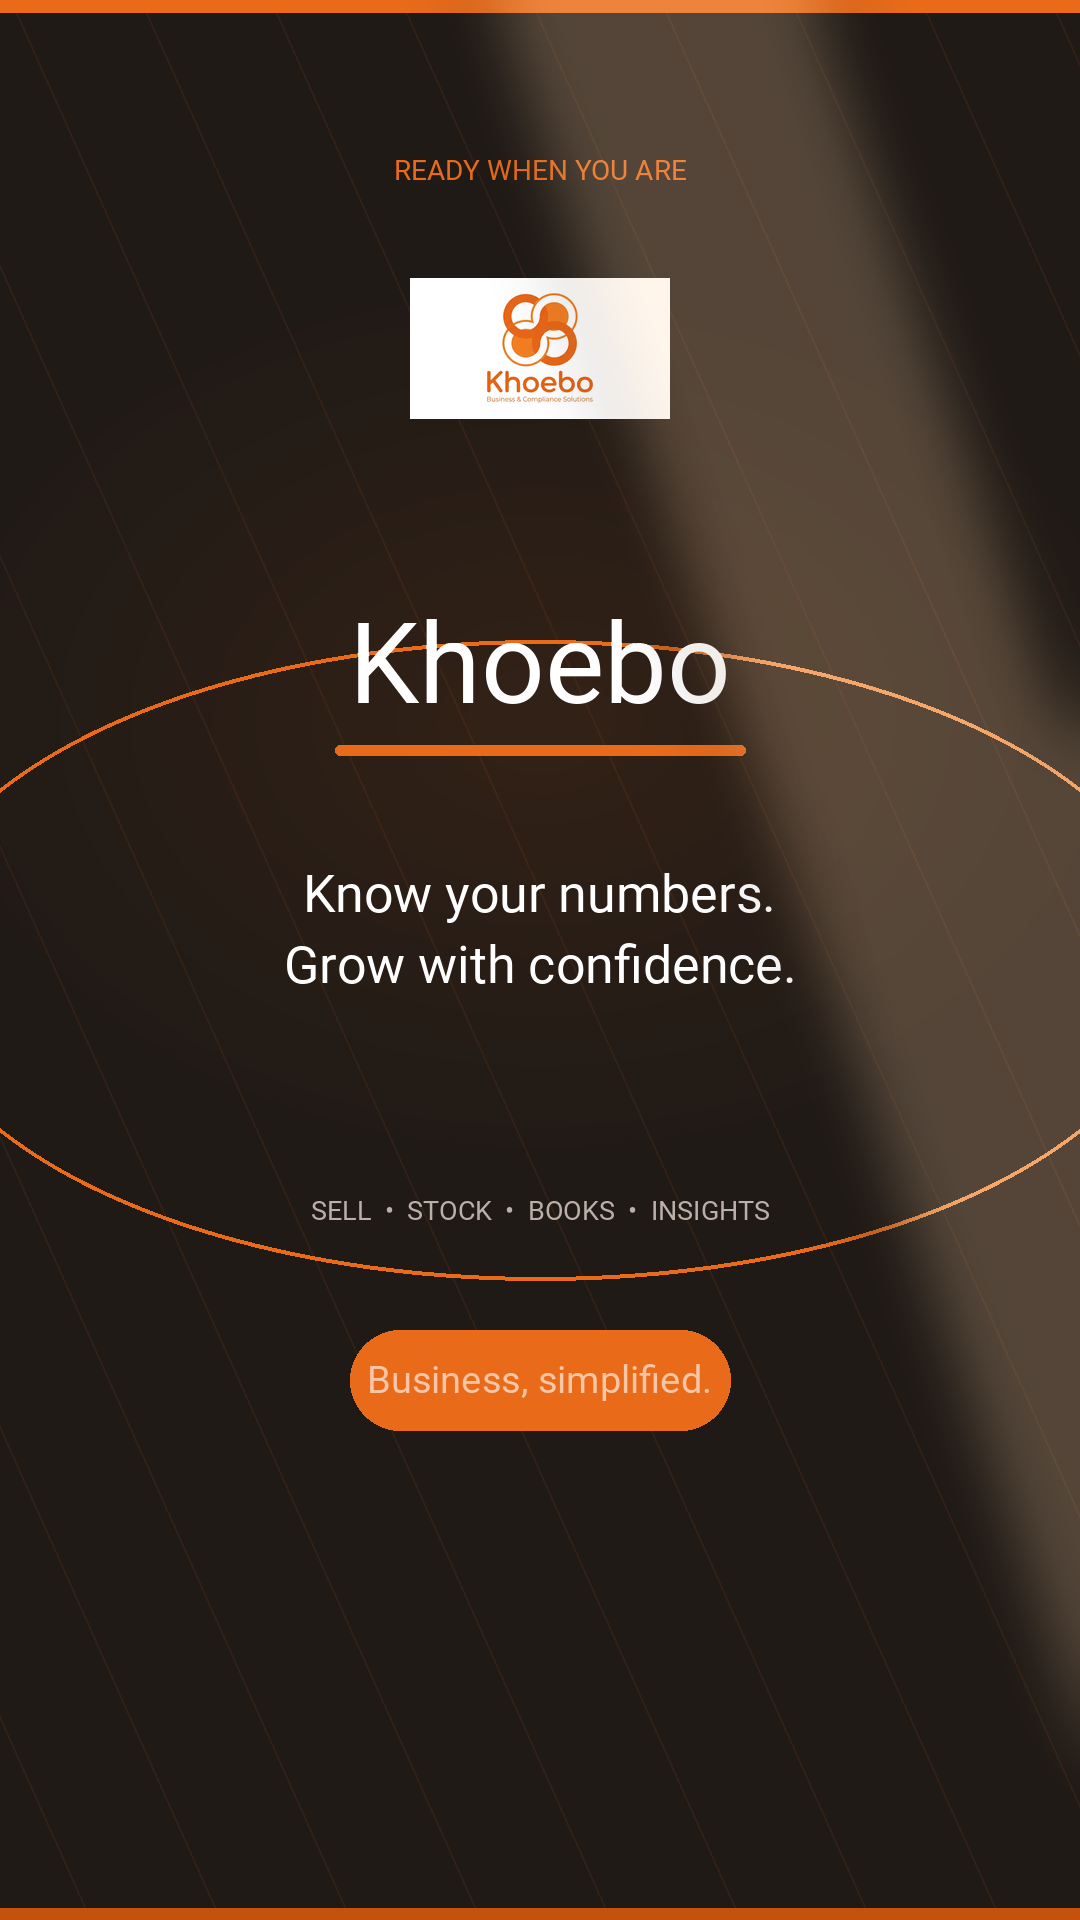 READY WHEN YOU ARE
Khoebo
Business & Compliance Solutions
Khoebo
Know your numbers.
Grow with confidence.
SELL • STOCK • BOOKS • INSIGHTS
Business, simplified.